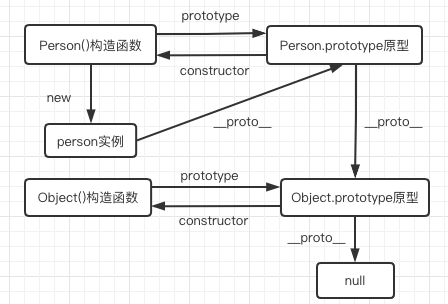 prototype
Person()构造函数
Person.prototype原型
constructor
new
__proto__
__proto__
person实例
prototype
Object()构造函数
Object.prototype原型
constructor
__proto__
null